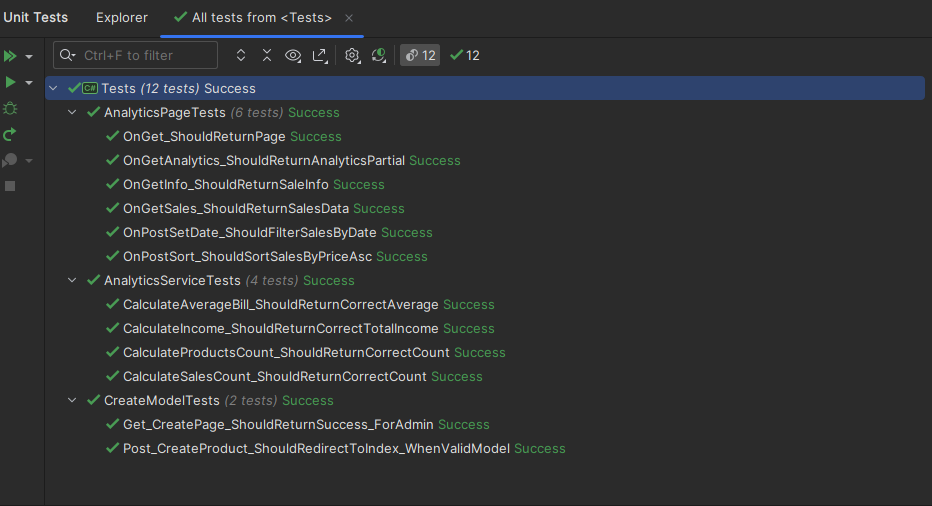 Unit Tests Explorer All tests from <Tests>
Ctrl+F to filter 12 12
C# Tests (12 tests) Success
AnalyticsPageTests (6 tests) Success
OnGet_ShouldReturnPage Success
OnGetAnalytics_ShouldReturnAnalyticsPartial Success
OnGetInfo_ShouldReturnSaleInfo Success
OnGetSales_ShouldReturnSalesData Success
OnPostSetDate_ShouldFilterSalesByDate Success
OnPostSort_ShouldSortSalesByPriceAsc Success
AnalyticsServiceTests (4 tests) Success
CalculateAverageBill_ShouldReturnCorrectAverage Success
CalculateIncome_ShouldReturnCorrectTotalIncome Success
CalculateProductsCount_ShouldReturnCorrectCount Success
CalculateSalesCount_ShouldReturnCorrectCount Success
CreateModelTests (2 tests) Success
Get_CreatePage_ShouldReturnSuccess_ForAdmin Success
Post_CreateProduct_ShouldRedirectToIndex_WhenValidModel Success